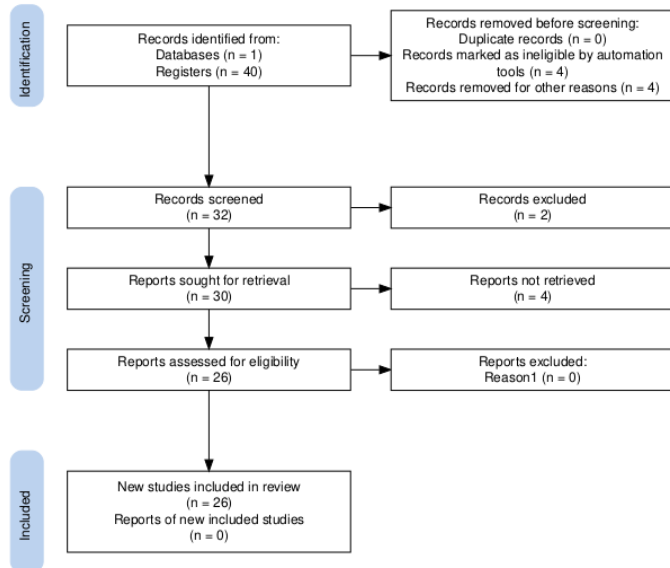 Identification
Records identified from:
Databases (n = 1)
Registers (n = 40)
Records removed before screening:
Duplicate records (n = 0)
Records marked as ineligible by automation
tools (n = 4)
Records removed for other reasons (n = 4)
Screening
Records screened
(n = 32)
Records excluded
(n = 2)
Reports sought for retrieval
(n = 30)
Reports not retrieved
(n = 4)
Reports assessed for eligibility
(n = 26)
Reports excluded:
Reason1 (n = 0)
Included
New studies included in review
(n = 26)
Reports of new included studies
(n = 0)